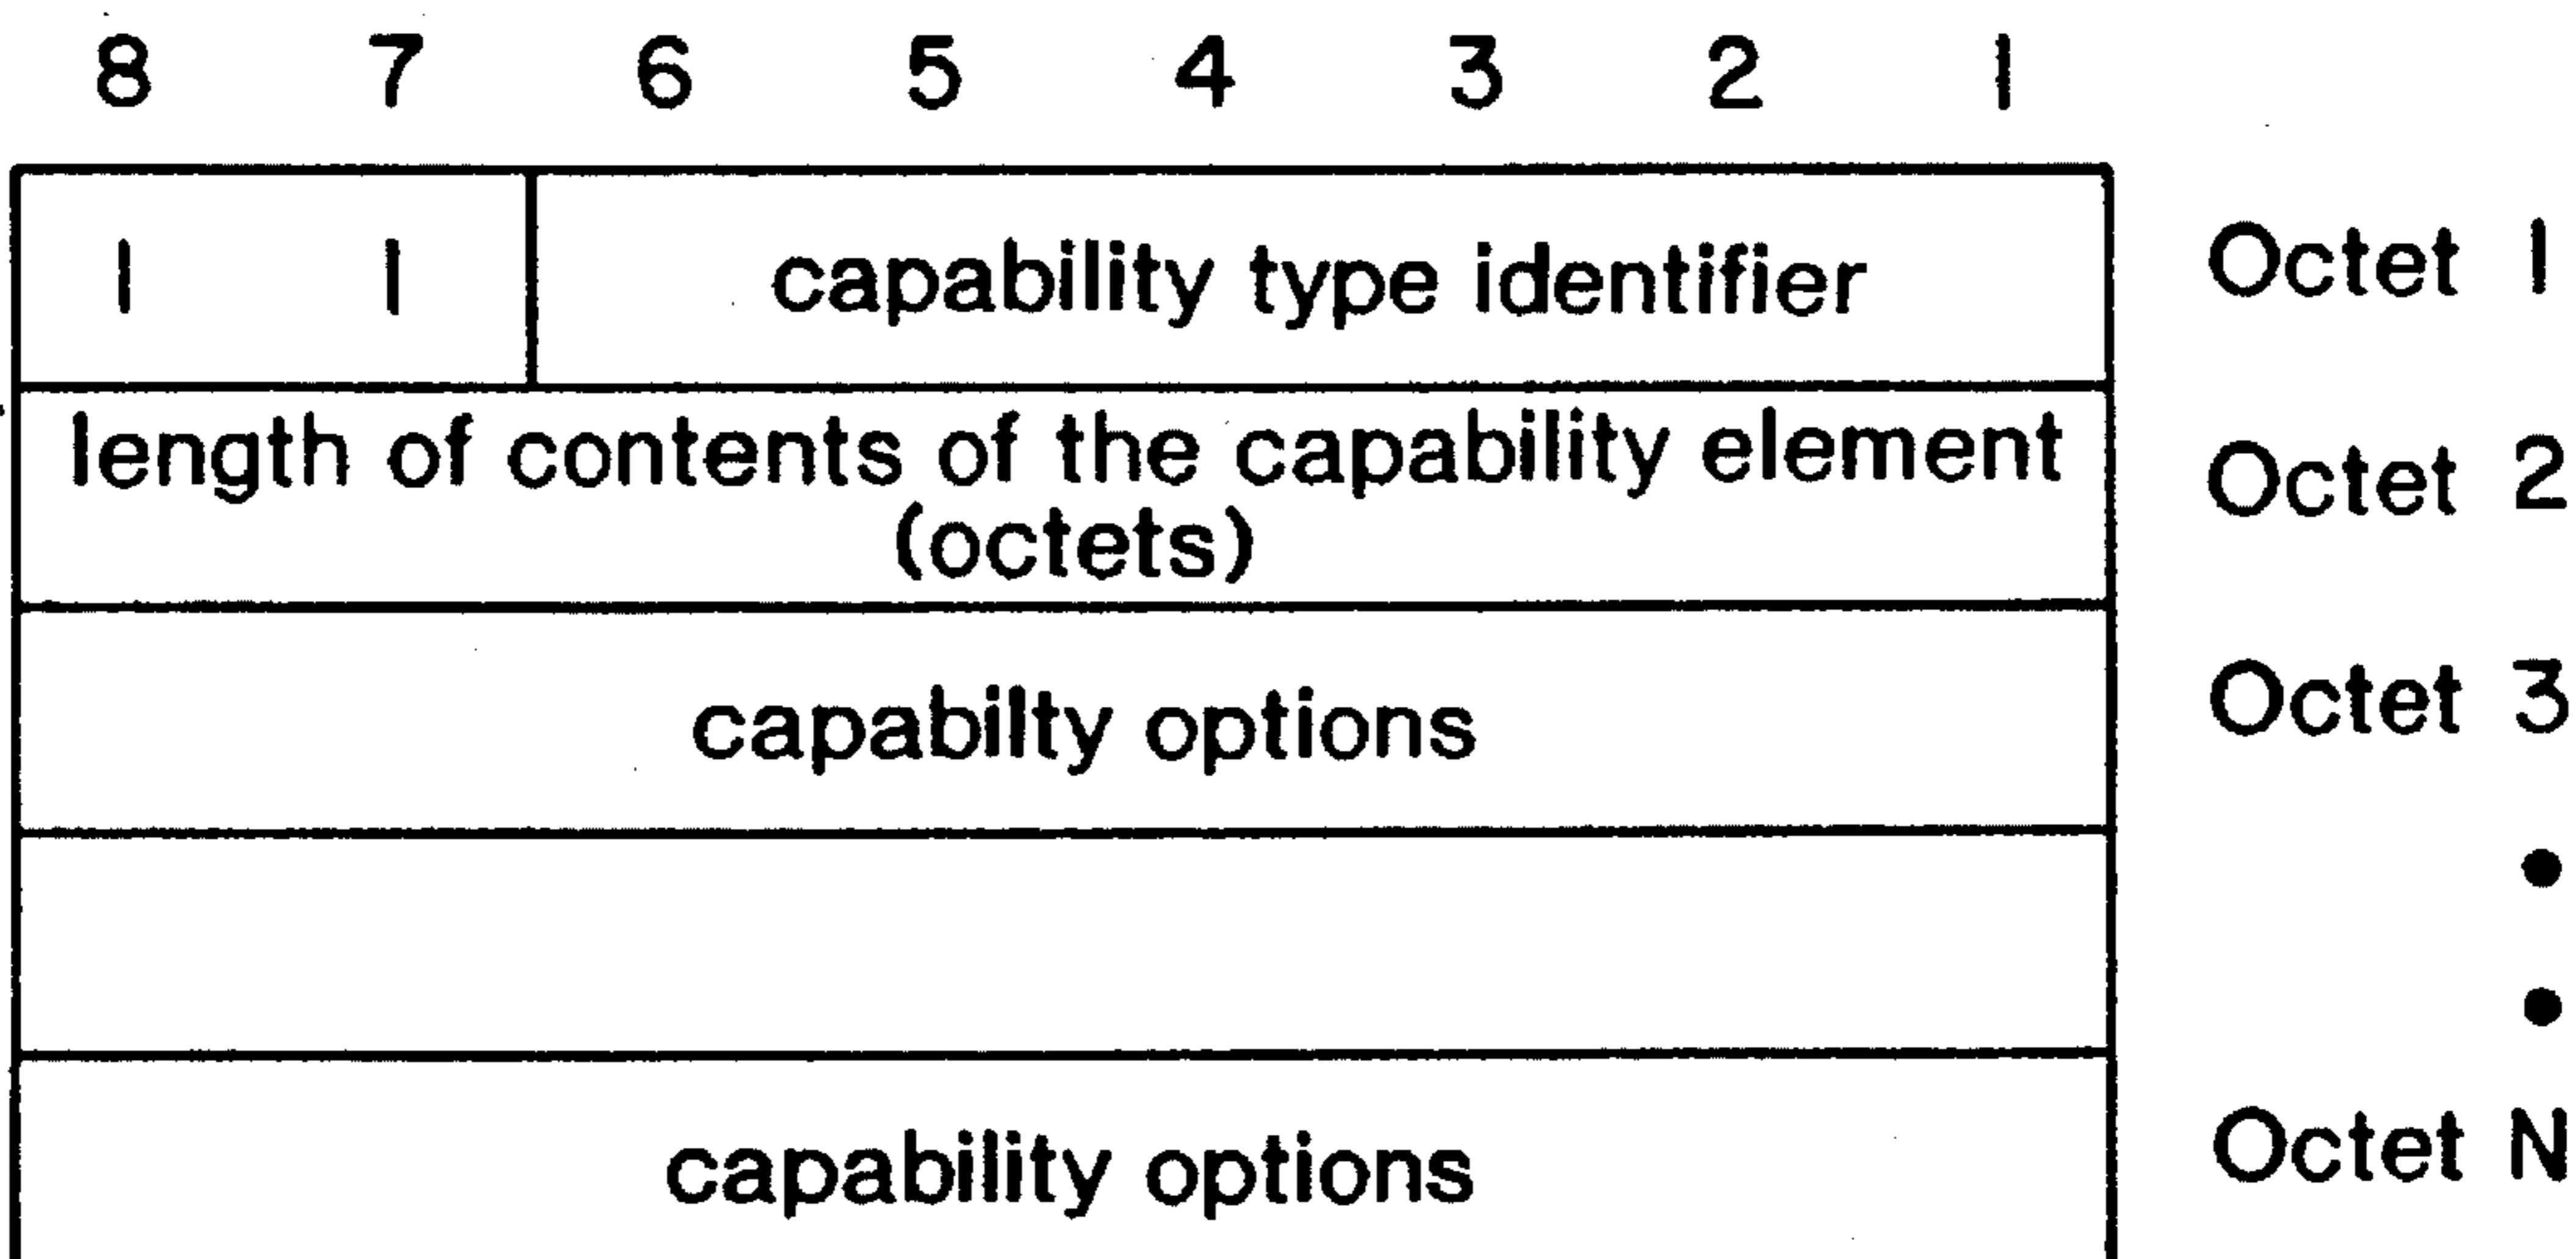 8 7 6 5 4 3 2 1
1 1 capability type identifier Octet 1
length of contents of the capability element Octet 2
(octets)
capabilty options Octet 3
capability options Octet N